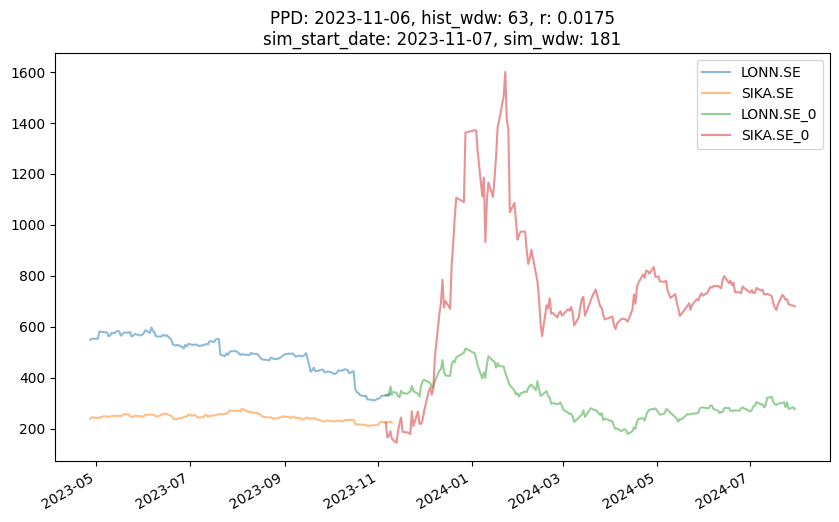 PPD: 2023-11-06, hist_wdw: 63, r: 0.0175
sim_start_date: 2023-11-07, sim_wdw: 181
LONN.SE
SIKA.SE
LONN.SE_0
SIKA.SE_0
1600
1400
1200
1000
800
600
400
200
2023-05
2023-07
2023-09
2023-11
2024-01
2024-03
2024-05
2024-07